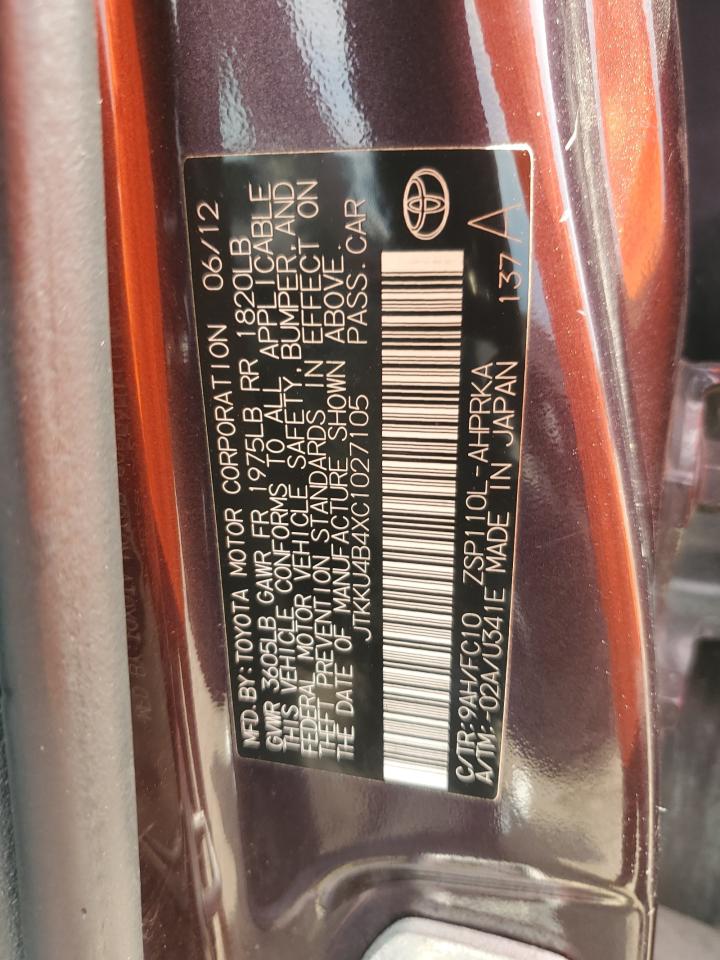 MFD.BY:TOYOTA MOTOR CORPORATION 06/12
GVWR 3605LB GAWR FR 1975LB RR 1820LB
THIS VEHICLE CONFORMS TO ALL APPLICABLE
FEDERAL MOTOR VEHICLE SAFETY,BUMPER,AND
THEFT PREVENTION STANDARDS IN EFFECT ON
THE DATE OF MANUFACTURE SHOWN ABOVE.
JTKKU4B4XC1027105 PASS.CAR
C/TR:9AH/FC10 ZSP110L-AHPRKA 137 A
A/TM:-02A/U341E MADE IN JAPAN